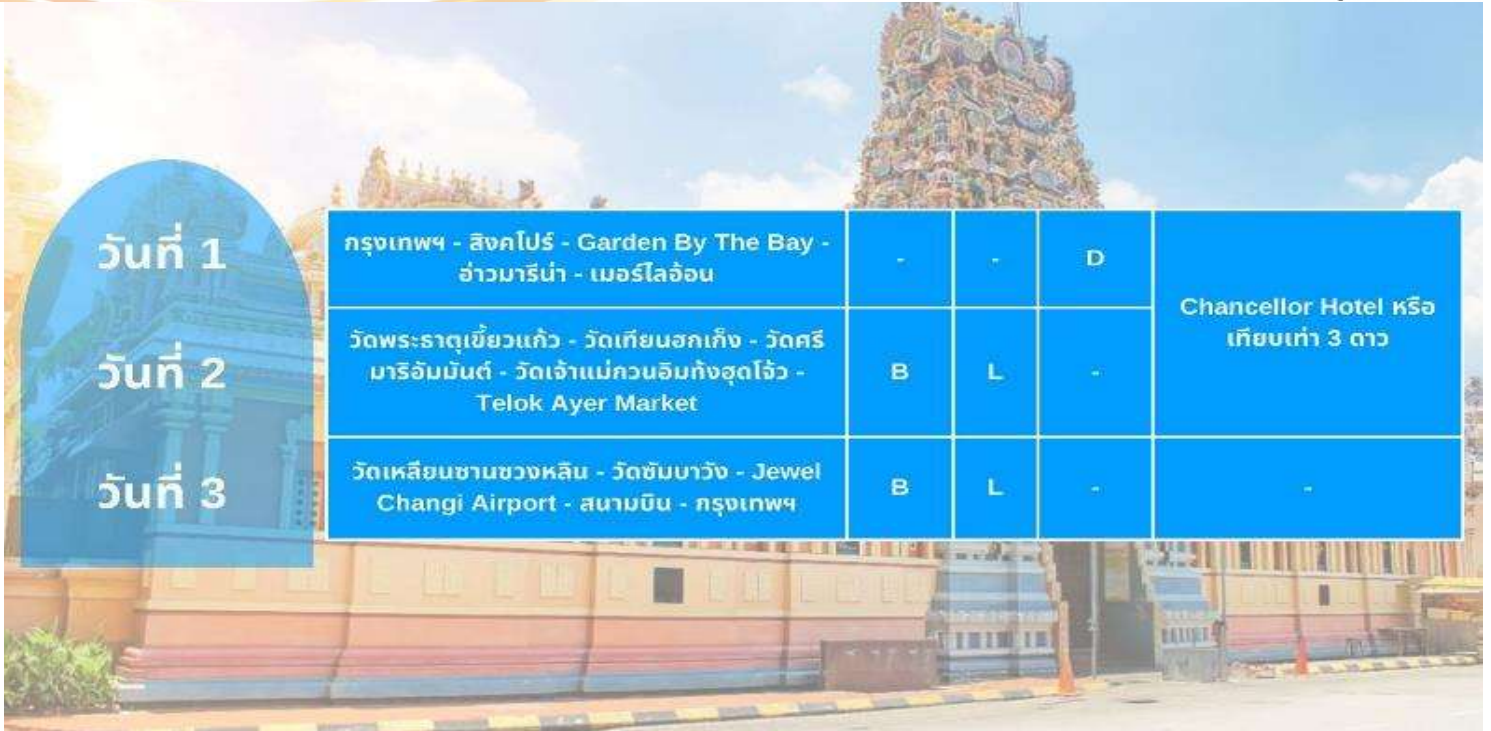 วันที่ 1
กรุงเทพฯ - สิงคโปร์ - Garden By The Bay -
อ่าวมารีน่า - เมอร์ไลอ้อน
-
-
D
Chancellor Hotel หรือ
เทียบเท่า 3 ดาว
วันที่ 2
วัดพระธาตุเขี้ยวแก้ว - วัดเทียนฮกเก็ง - วัดศรี
มาริอัมมันต์ - วัดเจ้าแม่กวนอิมทั้งฮุดโจ้ว -
Telok Ayer Market
B
L
-
วันที่ 3
วัดเหลียนซานซวงหลิน - วัดซัมบาวัง - Jewel
Changi Airport - สนามบิน - กรุงเทพฯ
B
L
-
-